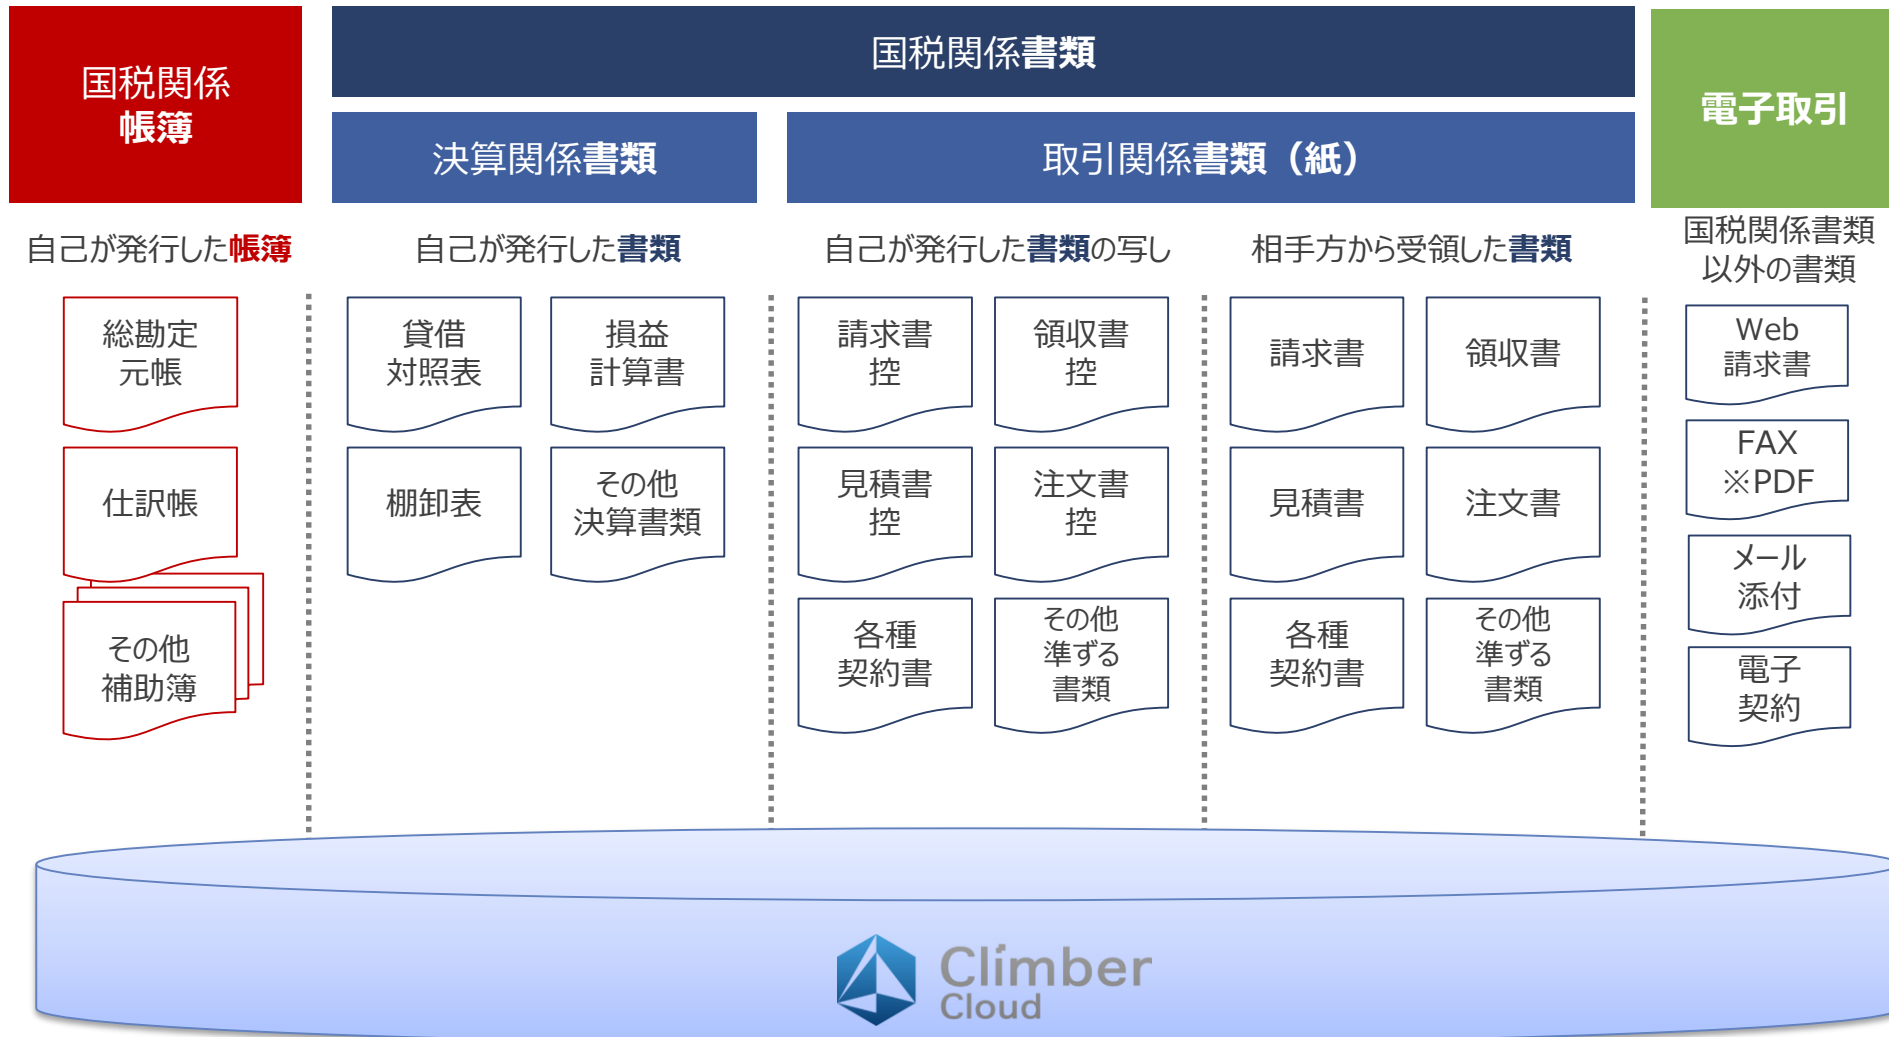 国税関係
帳簿
国税関係書類
決算関係書類
取引関係書類（紙）
電子取引
自己が発行した帳簿
自己が発行した書類
自己が発行した書類の写し
相手方から受領した書類
国税関係書類
以外の書類
総勘定
元帳
仕訳帳
その他
補助簿
貸借
対照表
損益
計算書
棚卸表
その他
決算書類
請求書
控
領収書
控
見積書
控
注文書
控
各種
契約書
その他
準ずる
書類
請求書
領収書
見積書
注文書
各種
契約書
その他
準ずる
書類
Web
請求書
FAX
※PDF
メール
添付
電子
契約
Climber
Cloud